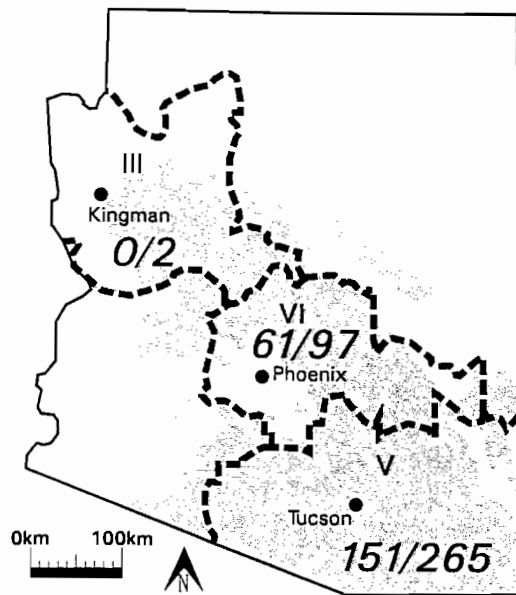 III
Kingman
0/2
VI
61/97
Phoenix
V
Tucson
151/265
0km 100km
N